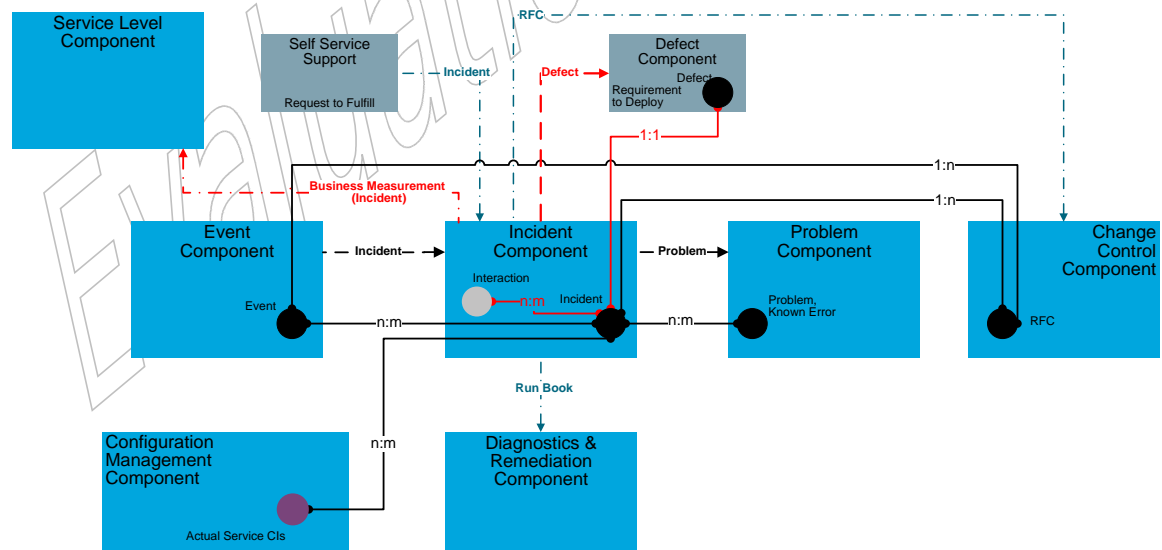 RFC
Service Level
Component
Self Service
Support
Request to Fulfill
Incident
Defect
Defect
Component
Defect
Requirement
to Deploy
1:1
1:n
1:n
Business Measurement
(Incident)
Event
Component
Event
Incident
Incident
Component
Interaction
Incident
n:m
n:m
Problem
Problem
Component
Problem,
Known Error
n:m
Change
Control
Component
RFC
Run Book
n:m
Configuration
Management
Component
Actual Service CIs
Diagnostics &
Remediation
Component